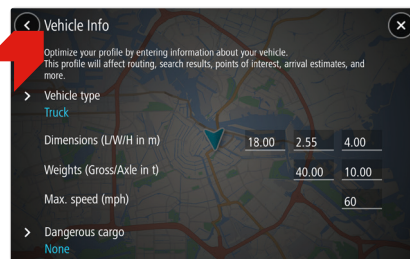 Vehicle Info
Optimize your profile by entering information about your vehicle.
This profile will affect routing, search results, points of interest, arrival estimates, and
more.
Vehicle type
Truck
Dimensions (L/W/H in m) 18.00 2.55 4.00
Weights (Gross/Axle in t) 40.00 10.00
Max. speed (mph) 60
Dangerous cargo
None